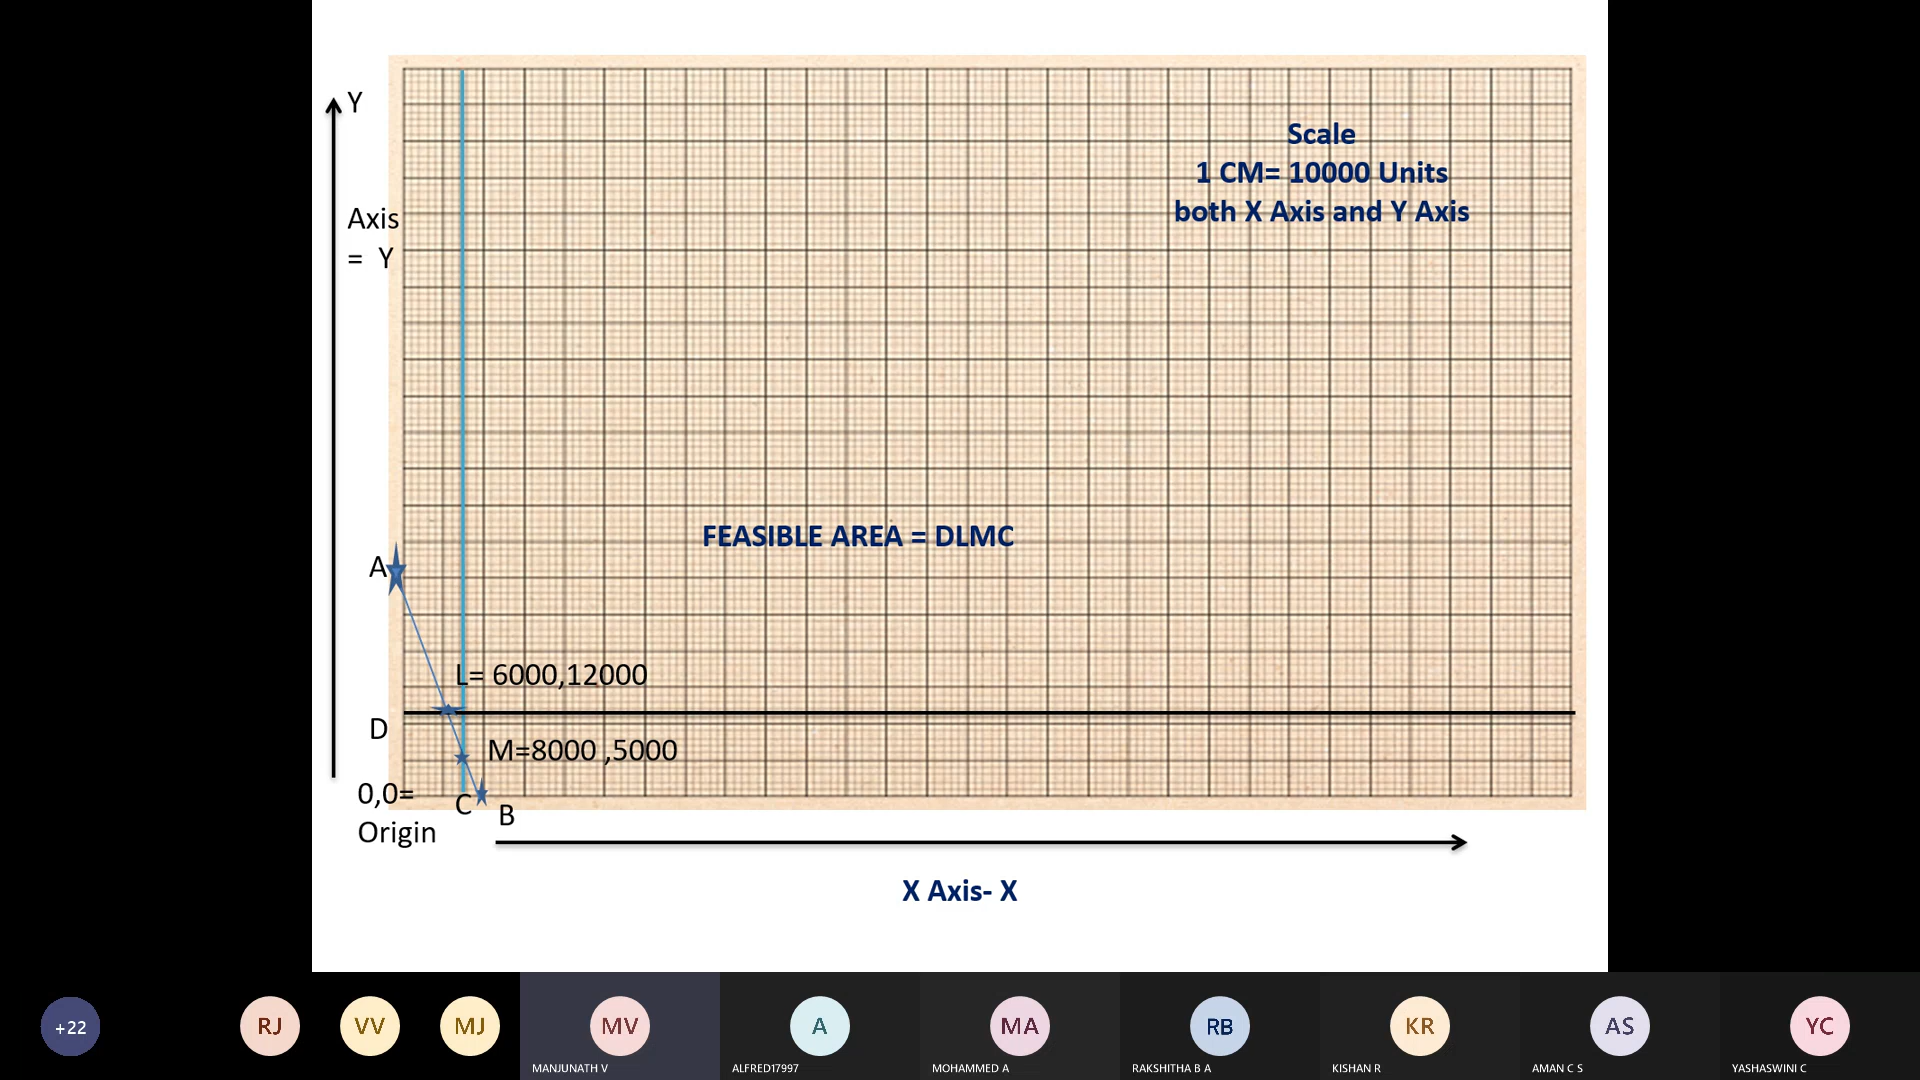 Y
Axis
= Y
Scale
1 CM= 10000 Units
both X Axis and Y Axis
FEASIBLE AREA = DLMC
A
L= 6000,12000
D
M=8000 ,5000
0,0=
Origin
C
B
X Axis- X
+22
RJ
VV
MJ
MV
MANJUNATH V
A
ALFRED17997
MA
MOHAMMED A
RB
RAKSHITHA B A
KR
KISHAN R
AS
AMAN C S
YC
YASHASWINI C